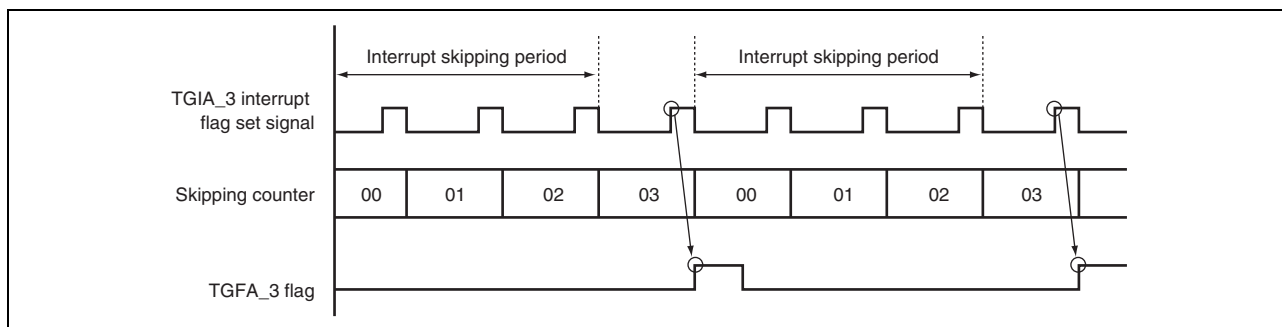 Interrupt skipping period Interrupt skipping period
TGIA_3 interrupt
flag set signal
Skipping counter 00 01 02 03 00 01 02 03
TGFA_3 flag